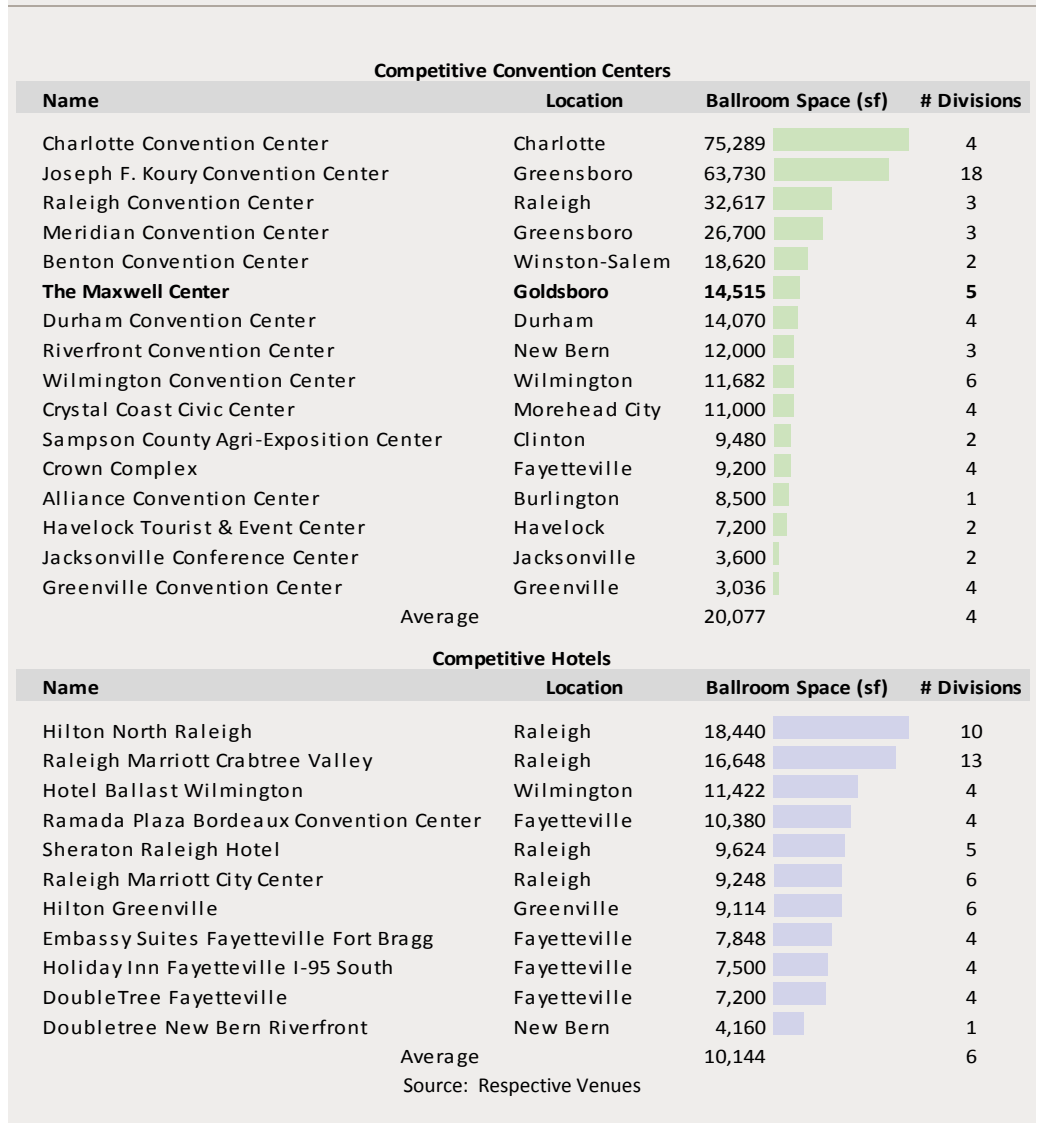 Competitive Convention Centers
Name Location Ballroom Space (sf) # Divisions
Charlotte Convention Center Charlotte 75,289 4
Joseph F. Koury Convention Center Greensboro 63,730 18
Raleigh Convention Center Raleigh 32,617 3
Meridian Convention Center Greensboro 26,700 3
Benton Convention Center Winston-Salem 18,620 2
The Maxwell Center Goldsboro 14,515 5
Durham Convention Center Durham 14,070 4
Riverfront Convention Center New Bern 12,000 3
Wilmington Convention Center Wilmington 11,682 6
Crystal Coast Civic Center Morehead City 11,000 4
Sampson County Agri-Exposition Center Clinton 9,480 2
Crown Complex Fayetteville 9,200 4
Alliance Convention Center Burlington 8,500 1
Havelock Tourist & Event Center Havelock 7,200 2
Jacksonville Conference Center Jacksonville 3,600 2
Greenville Convention Center Greenville 3,036 4
Average 20,077 4
Competitive Hotels
Name Location Ballroom Space (sf) # Divisions
Hilton North Raleigh Raleigh 18,440 10
Raleigh Marriott Crabtree Valley Raleigh 16,648 13
Hotel Ballast Wilmington Wilmington 11,422 4
Ramada Plaza Bordeaux Convention Center Fayetteville 10,380 4
Sheraton Raleigh Hotel Raleigh 9,624 5
Raleigh Marriott City Center Raleigh 9,248 6
Hilton Greenville Greenville 9,114 6
Embassy Suites Fayetteville Fort Bragg Fayetteville 7,848 4
Holiday Inn Fayetteville I-95 South Fayetteville 7,500 4
DoubleTree Fayetteville Fayetteville 7,200 4
Doubletree New Bern Riverfront New Bern 4,160 1
Average 10,144 6
Source: Respective Venues